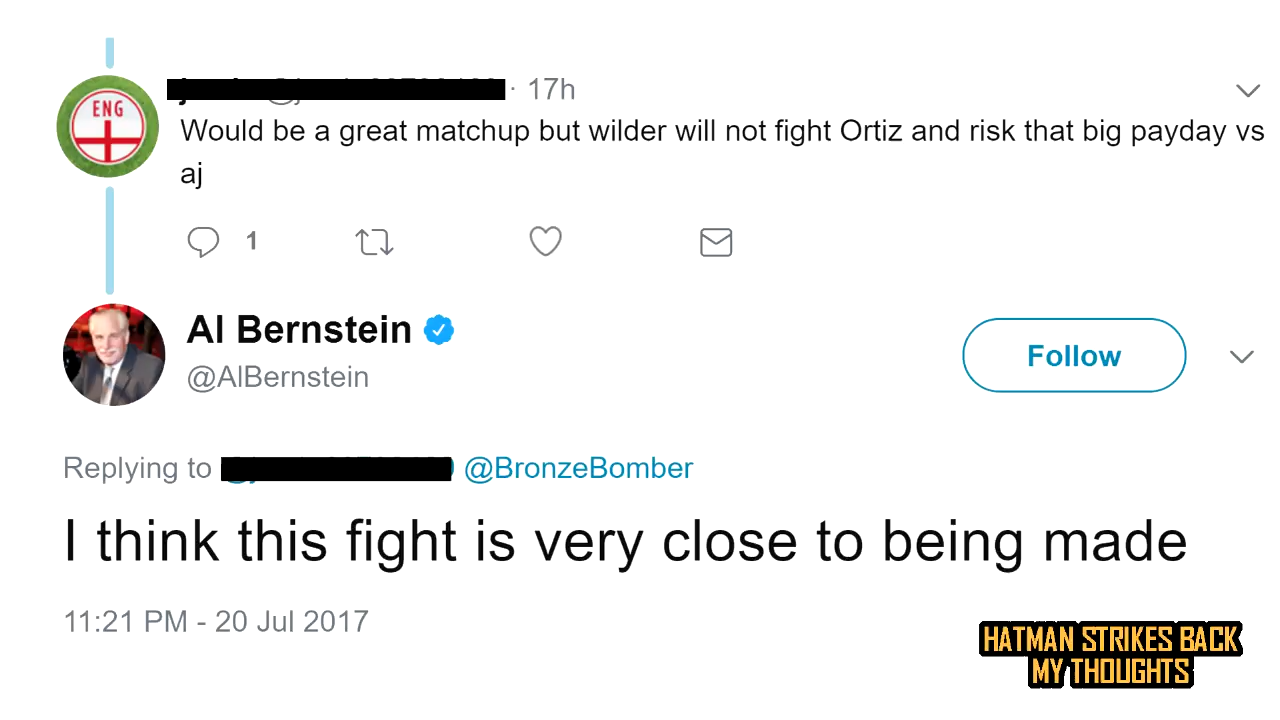 ENG
· 17h
Would be a great matchup but wilder will not fight Ortiz and risk that big payday vs
aj
1
Al Bernstein
@AlBernstein
Follow
Replying to @BronzeBomber
I think this fight is very close to being made
11:21 PM - 20 Jul 2017
HATMAN STRIKES BACK
MY THOUGHTS